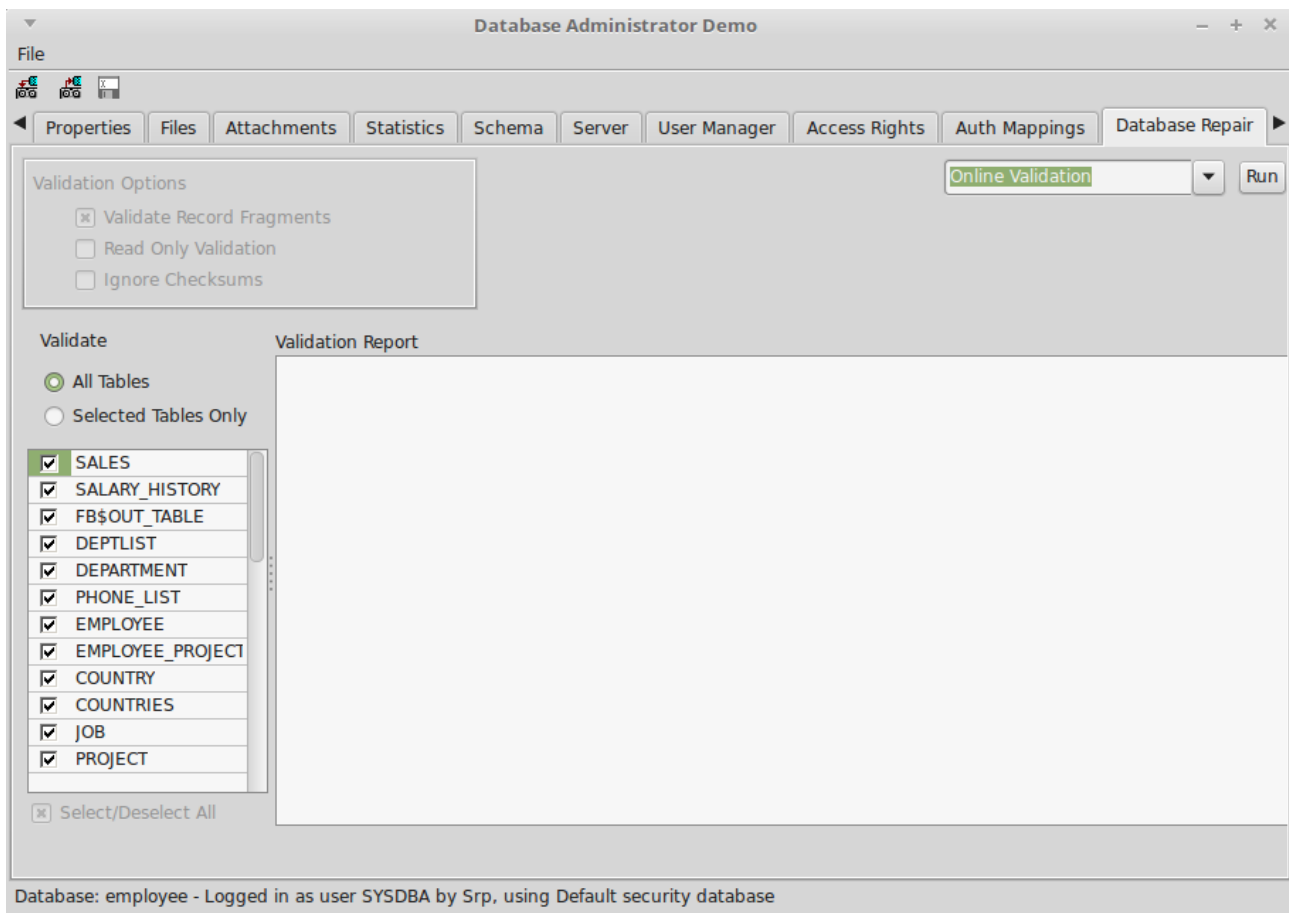 Database Administrator Demo
File
Properties Files Attachments Statistics Schema Server User Manager Access Rights Auth Mappings Database Repair
Validation Options
Online Validation Run
Validate Record Fragments
Read Only Validation
Ignore Checksums
Validate
Validation Report
All Tables
Selected Tables Only
SALES
SALARY_HISTORY
FB$OUT_TABLE
DEPTLIST
DEPARTMENT
PHONE_LIST
EMPLOYEE
EMPLOYEE_PROJECT
COUNTRY
COUNTRIES
JOB
PROJECT
Select/Deselect All
Database: employee - Logged in as user SYSDBA by Srp, using Default security database